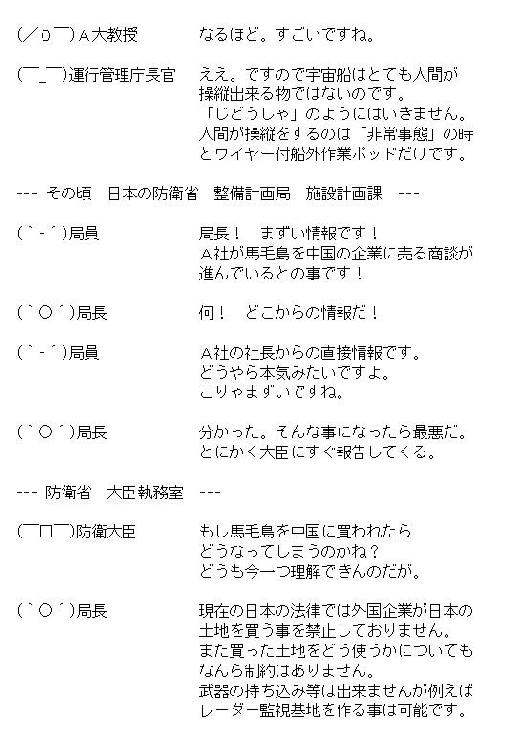 (／Д￣)Ａ大教授　なるほど。すごいですね。
(￣_￣)運行管理庁長官　ええ。ですので宇宙船はとても人間が
操縦出来る物ではないのです。
「じどうしゃ」のようにはいきません。
人間が操縦をするのは「非常事態」の時
とワイヤー付船外作業ポッドだけです。
--- その頃　日本の防衛省　整備計画局　施設計画課　---
(｀-´)局員　局長！　まずい情報です！
Ａ社が馬毛島を中国の企業に売る商談が
進んでいるとの事です！
(｀○´)局長　何！　どこからの情報だ！
(｀-´)局員　Ａ社の社長からの直接情報です。
どうやら本気みたいですよ。
こりゃまずいですね。
(｀○´)局長　分かった。そんな事になったら最悪だ。
とにかく大臣にすぐ報告してくる。
--- 防衛省　大臣執務室　---
(￣□￣)防衛大臣　もし馬毛島を中国に買われたら
どうなってしまうのかね？
どうも今一つ理解できんのだが。
(｀○´)局長　現在の日本の法律では外国企業が日本の
土地を買う事を禁止しておりません。
また買った土地をどう使うかについても
なんら制約はありません。
武器の持ち込み等は出来ませんが例えば
レーダー監視基地を作る事は可能です。